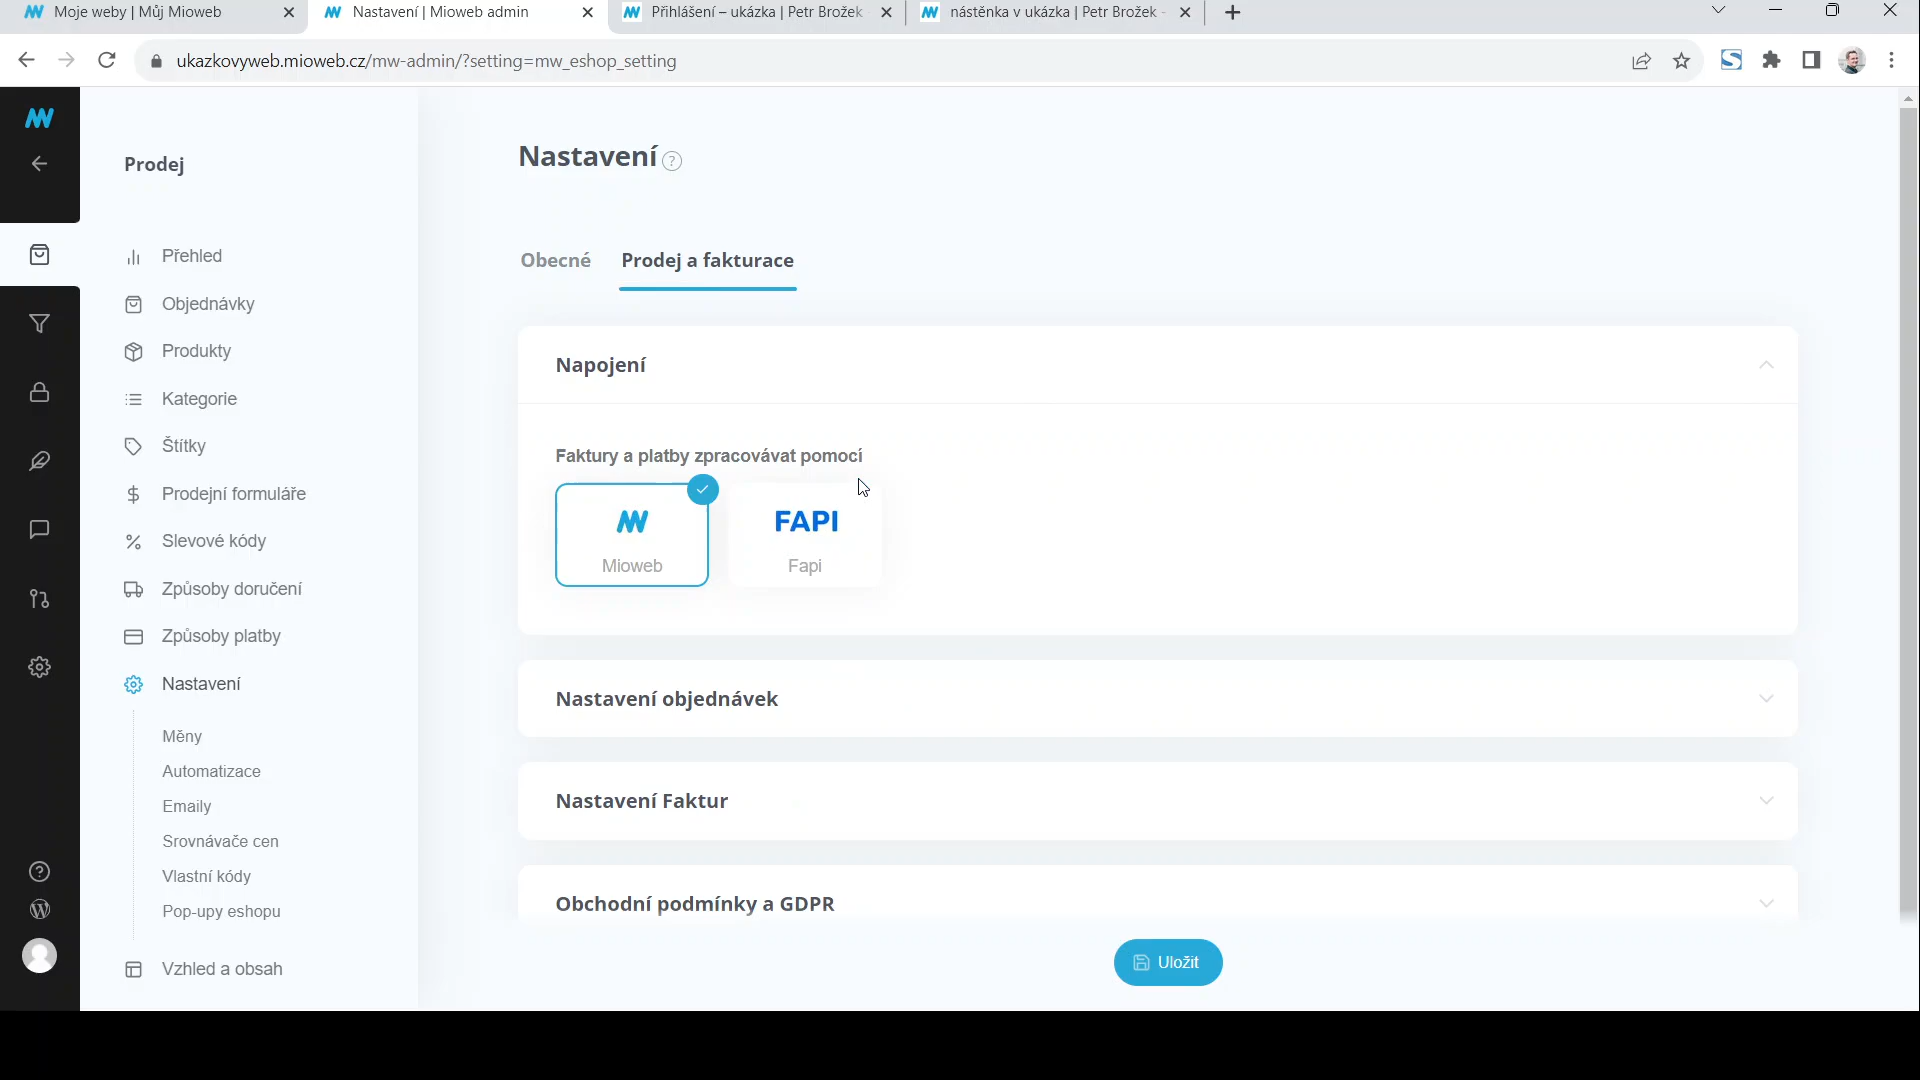 Moje weby | Můj Mioweb
Nastavení | Mioweb admin
Přihlášení – ukázka | Petr Brožek
nástěnka v ukázka | Petr Brožek -
ukazkovyweb.mioweb.cz/mw-admin/?setting=mw_eshop_setting
Prodej
Přehled
Objednávky
Produkty
Kategorie
Štítky
Prodejní formuláře
Slevové kódy
Způsoby doručení
Způsoby platby
Nastavení
Měny
Automatizace
Emaily
Srovnávače cen
Vlastní kódy
Pop-upy eshopu
Vzhled a obsah
Nastavení ?
Obecné
Prodej a fakturace
Napojení
Faktury a platby zpracovávat pomocí
Mioweb
FAPI
Fapi
Nastavení objednávek
Nastavení Faktur
Obchodní podmínky a GDPR
Uložit